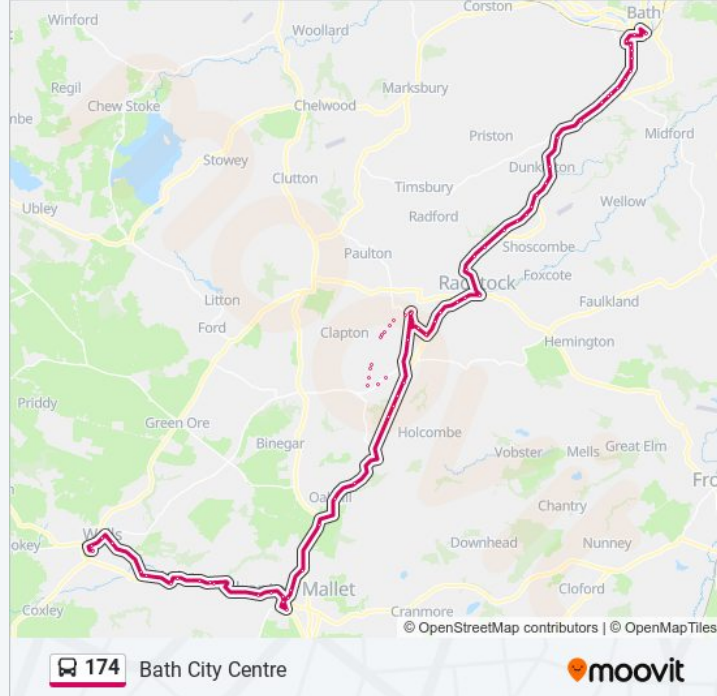 Winford
Corston
Bath
Woollard
Regil
Chew Stoke
Marksbury
Chelwood
Priston
Midford
Stowey
Clutton
Timsbury
Wellow
Ubley
Radford
Shoscombe
Paulton
Foxcote
Litton
Radstock
Faulkland
Ford
Clapton
Hemington
Priddy
Green Ore
Holcombe
Binegar
Vobster
Mells
Great Elm
Chantry
Wells
Downhead
Nunney
Mallet
Cloford
Coxley
Cranmore
© OpenStreetMap contributors | © OpenMapTiles
174 Bath City Centre
moovit